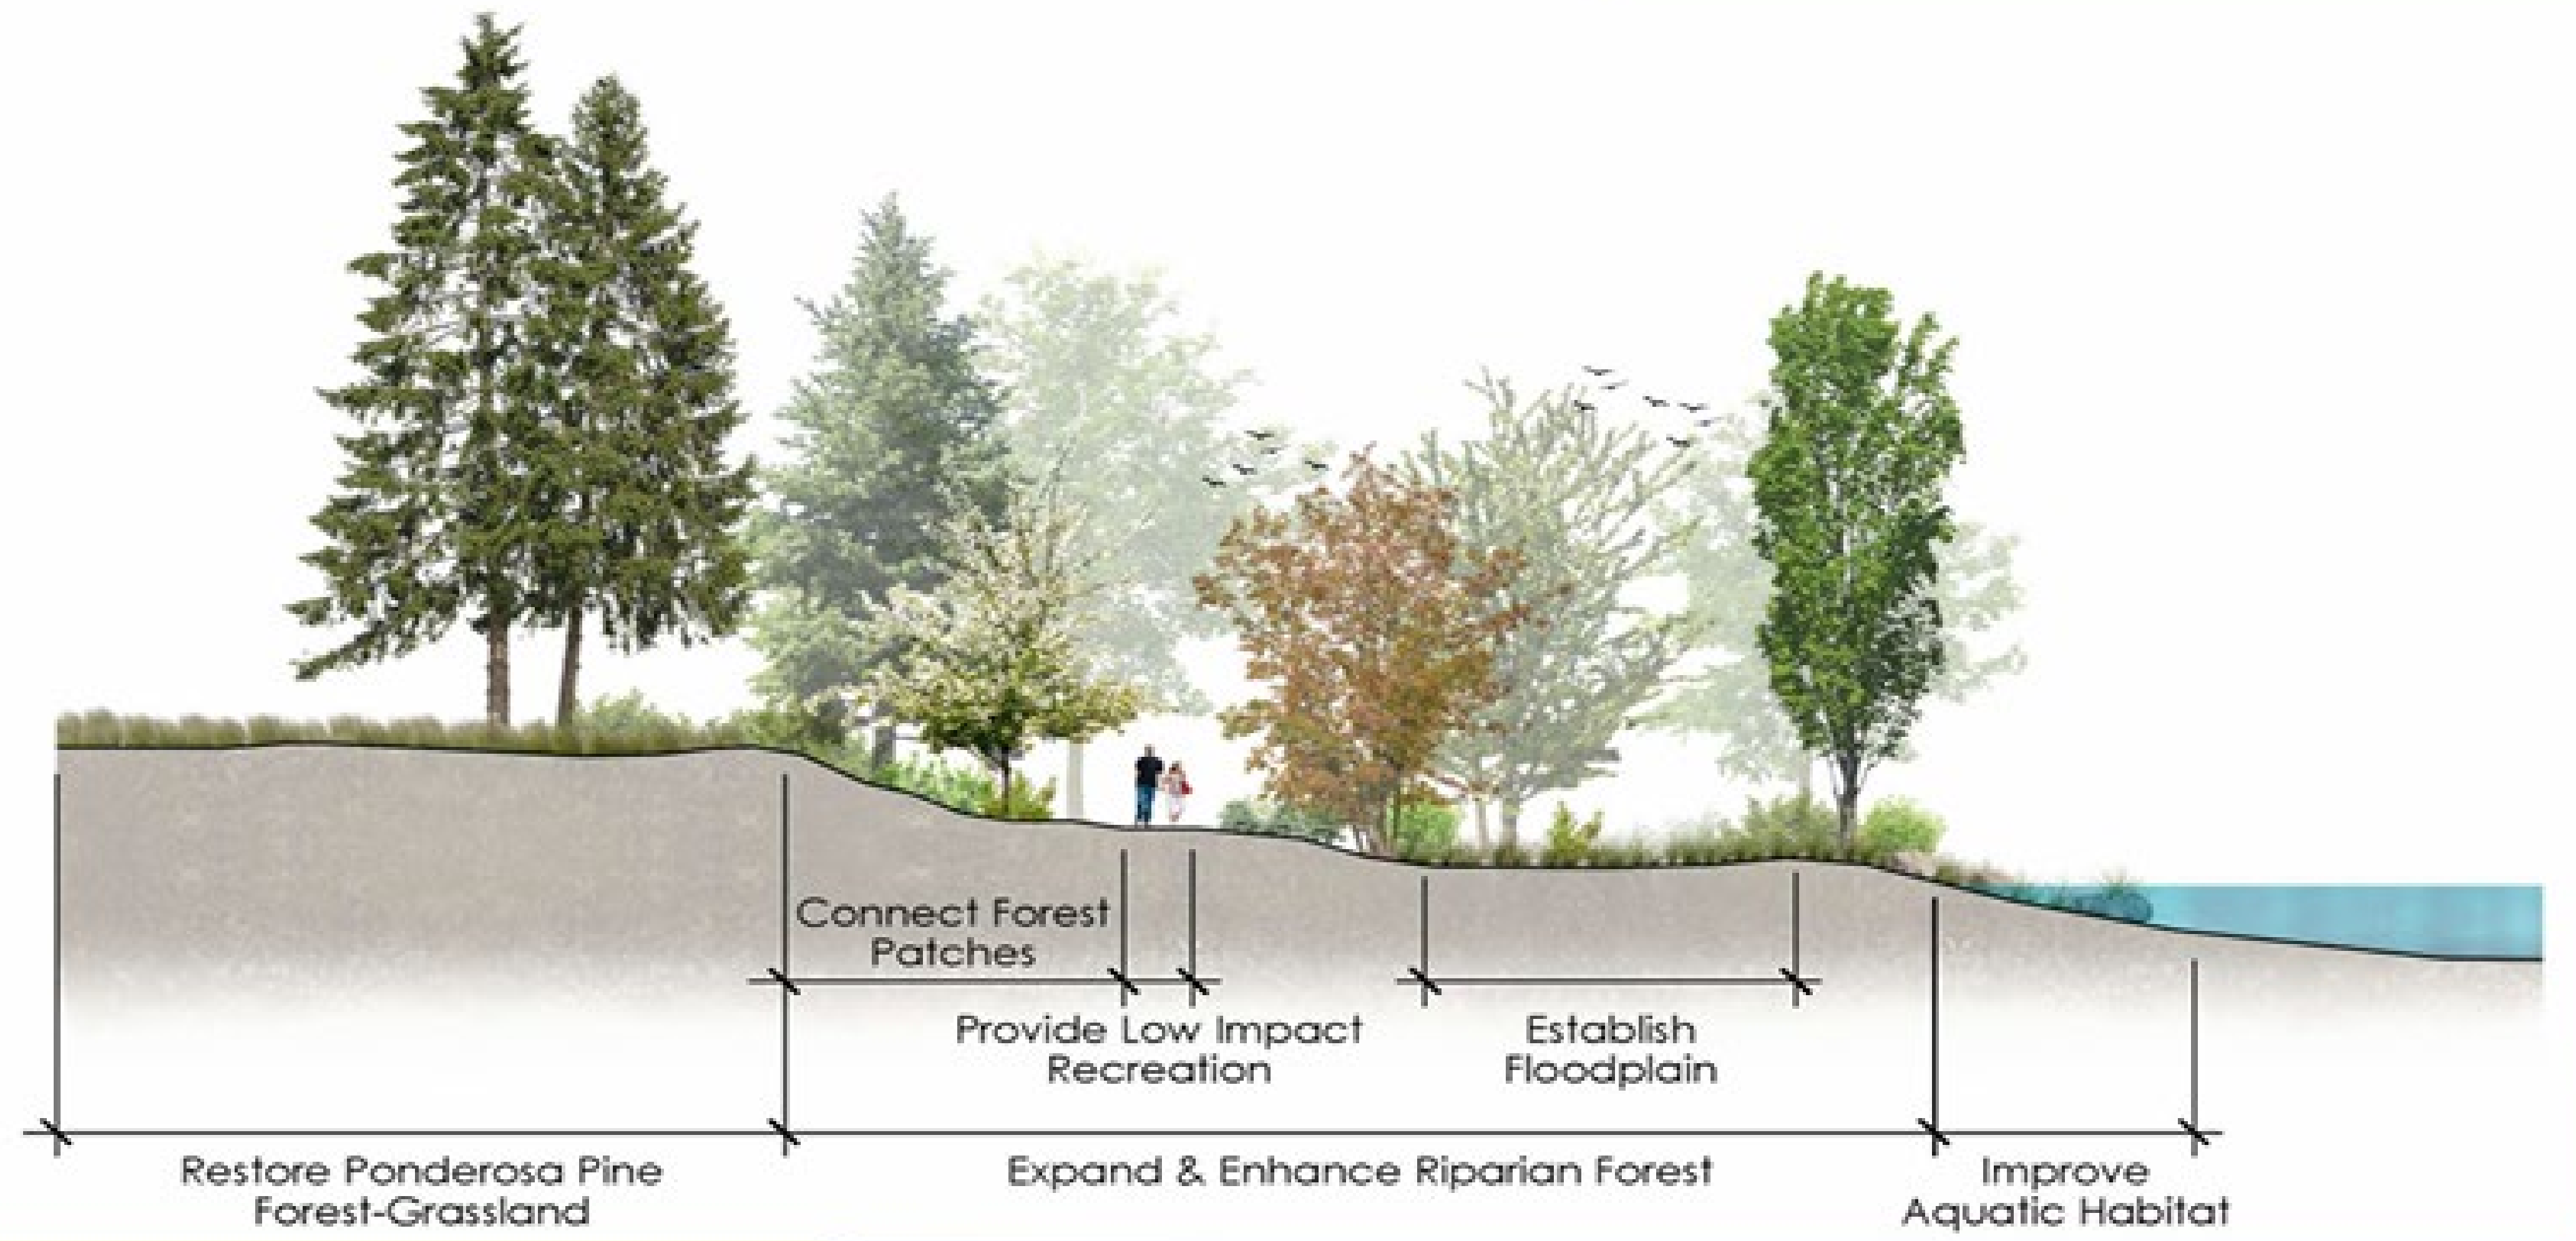 Connect Forest
Patches
Provide Low Impact
Recreation
Establish
Floodplain
Restore Ponderosa Pine
Forest-Grassland
Expand & Enhance Riparian Forest
Improve
Aquatic Habitat